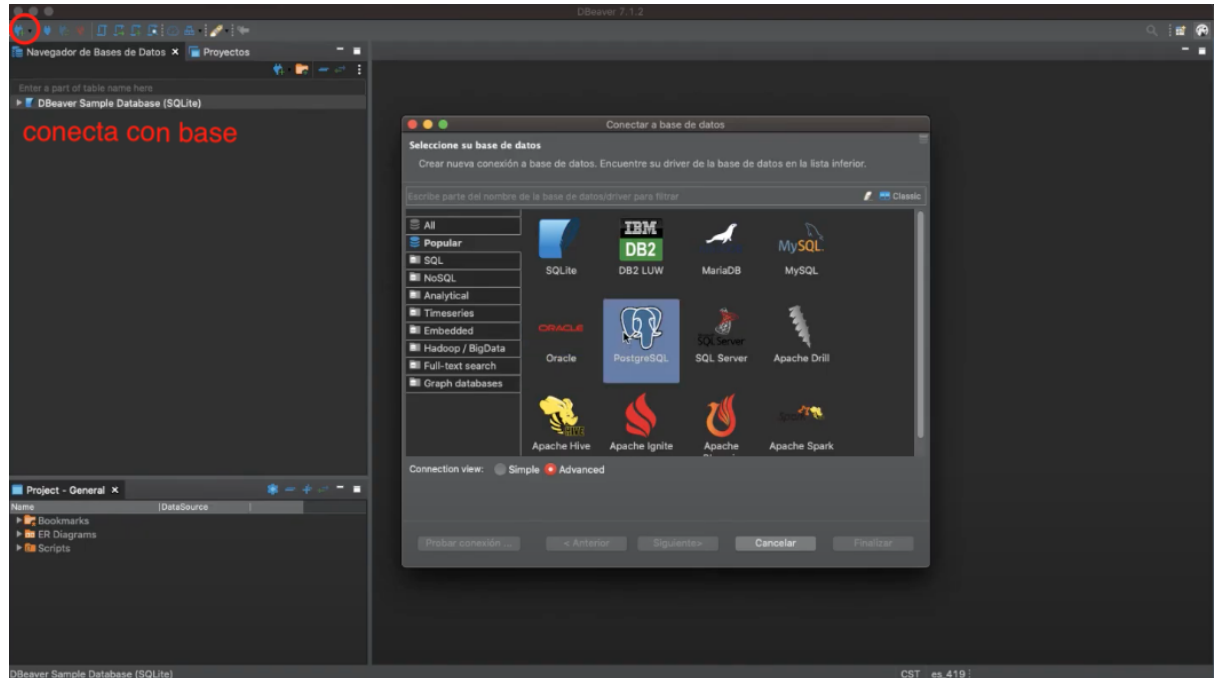 DBeaver 7.1.2
Navegador de Bases de Datos
Proyectos
Enter a part of table name here
DBeaver Sample Database (SQLite)
conecta con base
Conectar a base de datos
Seleccione su base de datos
Crear nueva conexión a base de datos. Encuentre su driver de la base de datos en la lista inferior.
Escribe parte del nombre de la base de datos/driver para filtrar
Classic
All
Popular
SQL
NoSQL
Analytical
Timeseries
Embedded
Hadoop / BigData
Full-text search
Graph databases
IBM
DB2
MySQL
SQLite
DB2 LUW
MariaDB
MySQL
ORACLE
SQL Server
Oracle
PostgreSQL
SQL Server
Apache Drill
Apache Hive
Apache Ignite
Apache
Apache Spark
Connection view:
Simple
Advanced
Probar conexión ...
< Anterior
Siguiente>
Cancelar
Finalizar
Project - General
Name
DataSource
Bookmarks
ER Diagrams
Scripts
DBeaver Sample Database (SQLite)
CST
es_419